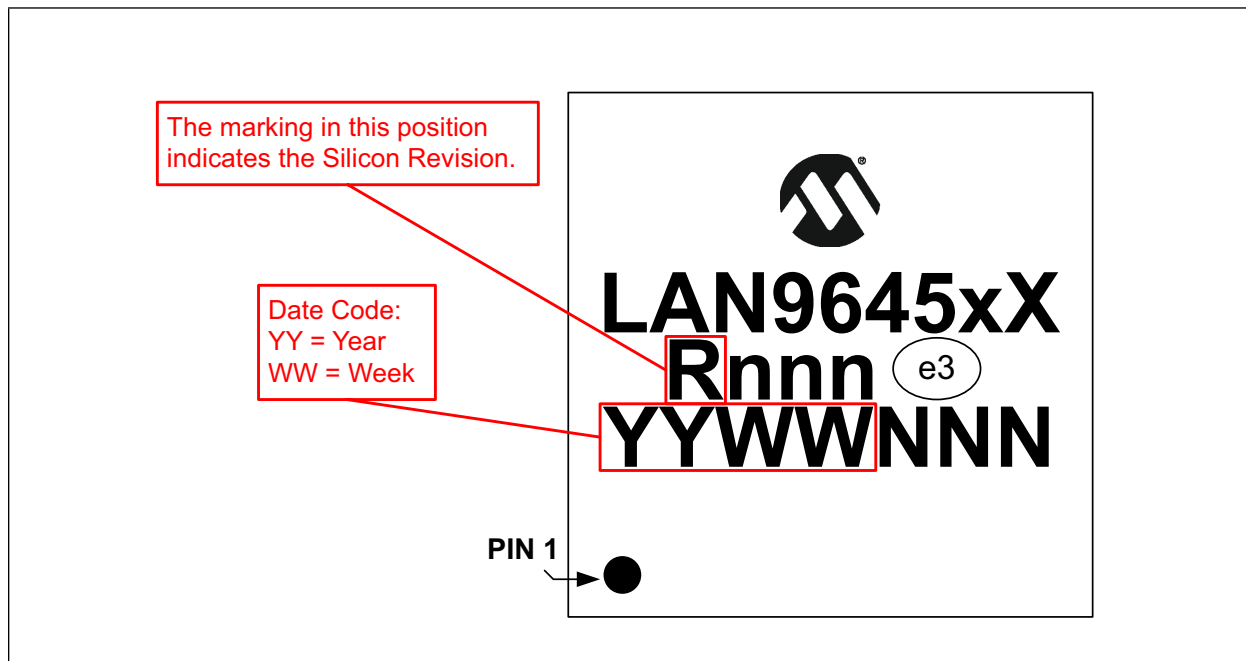 The marking in this position
indicates the Silicon Revision.
®
LAN9645xX
Date Code:
YY = Year
WW = Week
Rnnn e3
YYWWNNN
PIN 1